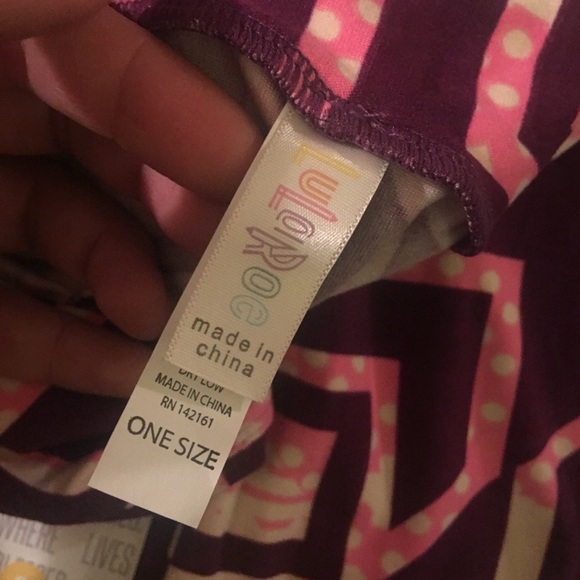 LuLaRoe
made in
china
DRY LOW
MADE IN CHINA
RN 142161
ONE SIZE
WHERE
LIVES